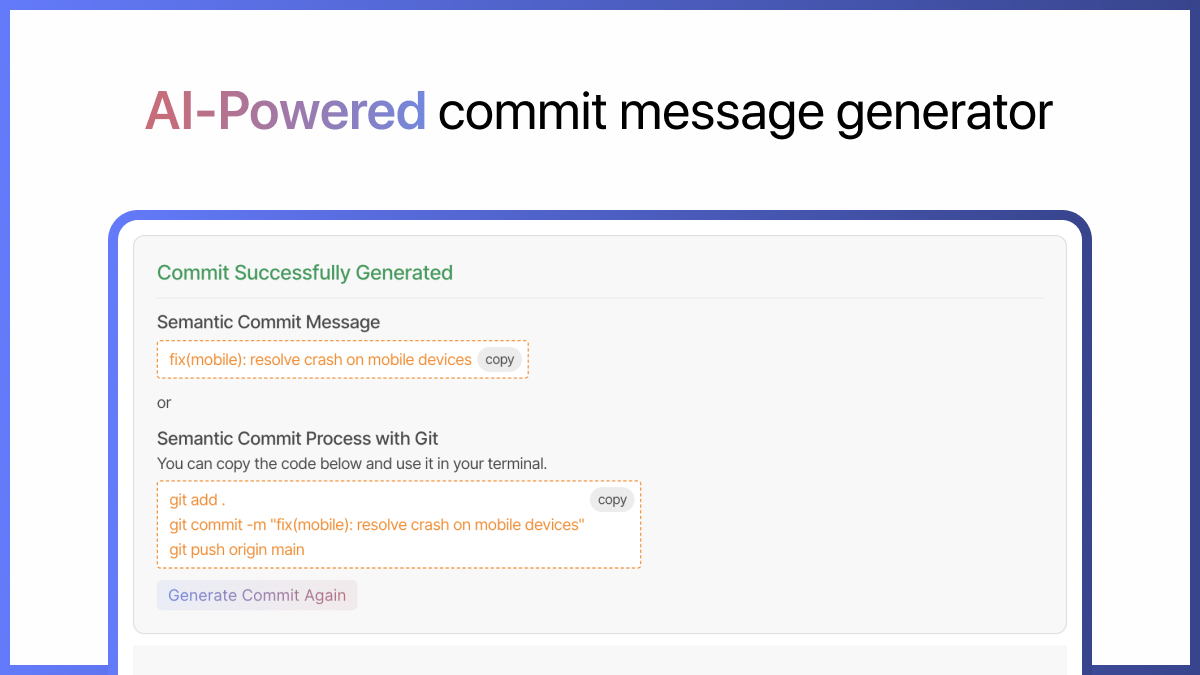 AI-Powered commit message generator
Commit Successfully Generated
Semantic Commit Message
fix(mobile): resolve crash on mobile devices copy
or
Semantic Commit Process with Git
You can copy the code below and use it in your terminal.
git add . copy
git commit -m "fix(mobile): resolve crash on mobile devices"
git push origin main
Generate Commit Again